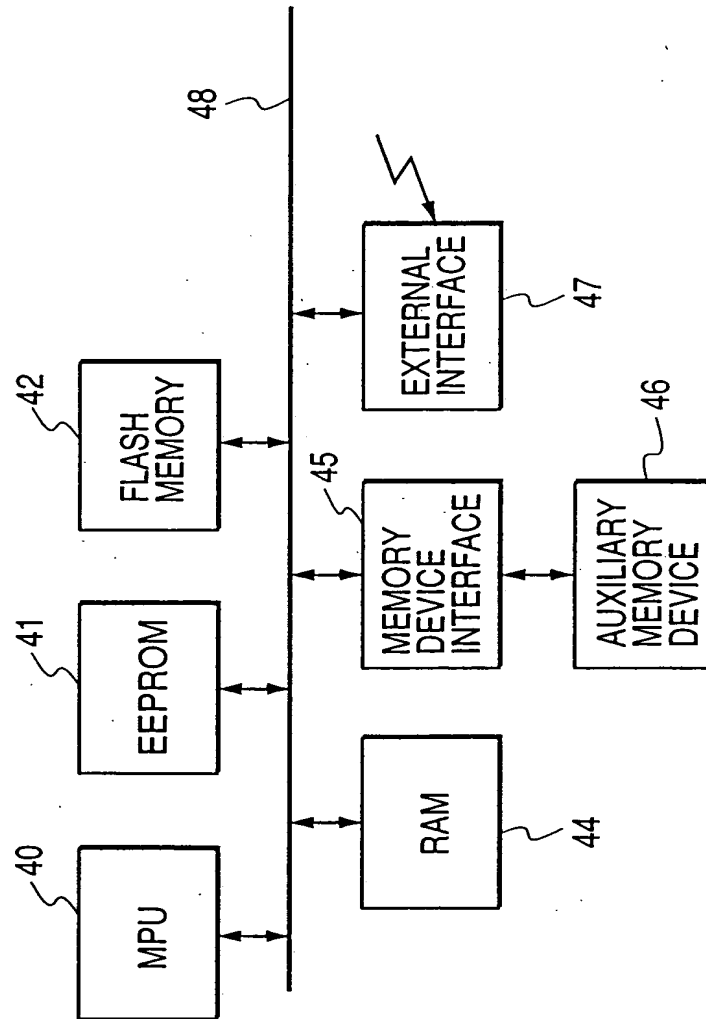 40
MPU
41
EEPROM
42
FLASH
MEMORY
48
44
RAM
45
MEMORY
DEVICE
INTERFACE
46
AUXILIARY
MEMORY
DEVICE
47
EXTERNAL
INTERFACE